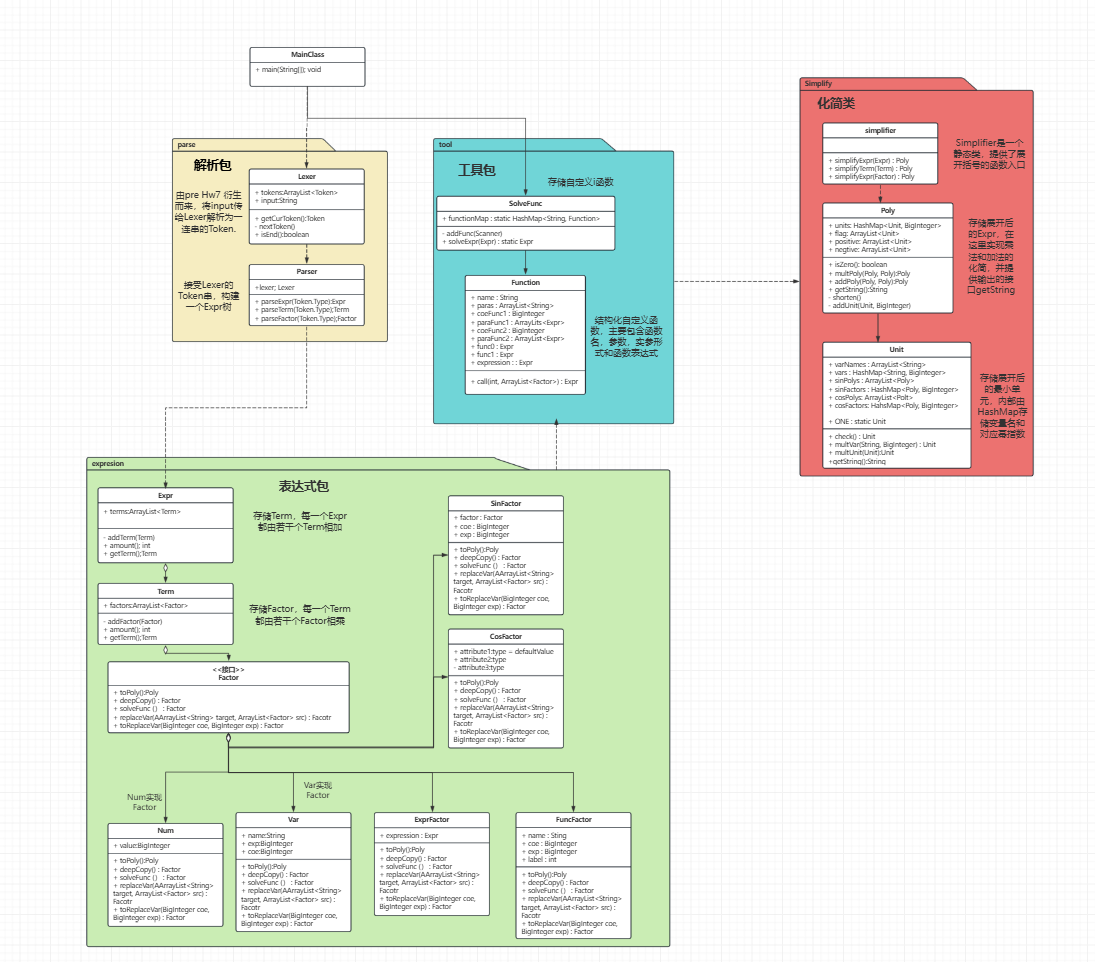 MainClass
+ main(String[]); void
parse
解析包
由pre Hw7 衍生
而来，将input传
给Lexer解析为一
连串的Token.
Lexer
+ tokens:ArrayList<Token>
+ input:String
+ getCurToken():Token
- nextToken()
+ isEnd():boolean
接受Lexer的
Token串，构建
一个Expr树
Parser
+lexer; Lexer
+ parseExpr(Token.Type);Expr
+ parseTerm(Token.Type);Term
+ parseFactor(Token.Type);Factor
tool
工具包
存储自定义i函数
SolveFunc
+ functionMap : static HashMap<String, Function>
- addFunc(Scanner)
+ solveExpr(Expr) : static Expr
Function
+ name : String
+ paras : ArrayList<String>
+ coeFunc1 : BigInteger
+ paraFunc1 : ArrayLits<Expr>
+ coeFunc2 : BigInteger
+ paraFunc2 : ArrayList<Expr>
+ func0 : Expr
+ func1 : Expr
+ expression : : Expr
+ call(int, ArrayList<Factor>) : Expr
结构化自定义函
数，主要包含函数
名，参数，实参形
式和函数表达式
Simplify
化简类
simplifier
+ simplifyExpr(Expr) : Poly
+ simplifyTerm(Term) : Poly
+ simplifyExpr(Factor) : Poly
Simplifier是一个
静态类，提供了展
开括号的函数入口
Poly
+ units: HashMap<Unit, BigInteger>
+ flag: ArrayList<Unit>
+ positive: ArrayList<Unit>
+ negtive: ArrayList<Unit>
+ isZero(): boolean
+ multPoly(Poly, Poly):Poly
+ addPoly(Poly, Poly):Poly
+ getString():String
- shorten()
- addUnit(Unit, BigInteger)
存储展开后
的Expr，在
这里实现乘
法和加法的
化简，并提
供输出的接
口getString
Unit
+ varNames : ArrayList<String>
+ vars : HashMap<String, BigInteger>
+ sinPolys : ArrayList<Poly>
+ sinFactors : HashMap<Poly, BigInteger>
+ cosPolys: ArrayList<Polt>
+ cosFactors: HahsMap<Poly, BigInteger>
+ ONE : static Unit
+ check() : Unit
+ multVar(String, BigInteger) : Unit
+ multUnit(Unit):Unit
+getString():String
存储展开后
的最小单
元，内部由
HashMap存
储变量名和
对应幂指数
expresion
表达式包
Expr
+ terms:ArrayList<Term>
- addTerm(Term)
+ amount(); int
+ getTerm();Term
存储Term，每一个Expr
都由若干个Term相加
Term
+ factors:ArrayList<Factor>
- addFactor(Factor)
+ amount(); int
+ getTerm();Term
存储Factor，每一个Term
都由若干个Factor相乘
<<接口>>
Factor
+ toPoly():Poly
+ deepCopy() : Factor
+ solveFunc () : Factor
+ replaceVar(AArrayList<String> target, ArrayList<Factor> src) : Facotr
+ toReplaceVar(BigInteger coe, BigInteger exp) : Factor
SinFactor
+ factor : Factor
+ coe : BigInteger
+ exp : BigInteger
+ toPoly():Poly
+ deepCopy() : Factor
+ solveFunc () : Factor
+ replaceVar(AArrayList<String>
target, ArrayList<Factor> src) :
Facotr
+ toReplaceVar(BigInteger coe,
BigInteger exp) : Factor
CosFactor
+ attribute1:type = defaultValue
+ attribute2:type
- attribute3:type
+ toPoly():Poly
+ deepCopy() : Factor
+ solveFunc () : Factor
+ replaceVar(AArrayList<String>
target, ArrayList<Factor> src) :
Facotr
+ toReplaceVar(BigInteger coe,
BigInteger exp) : Factor
Num实现
Factor
Var实现
Factor
Num
+ value:BigInteger
+ toPoly():Poly
+ deepCopy() : Factor
+ solveFunc () : Factor
+ replaceVar(AArrayList<String>
target, ArrayList<Factor> src) :
Facotr
+ toReplaceVar(BigInteger coe,
BigInteger exp) : Factor
Var
+ name:String
+ exp:BigInteger
+ coe:BigInteger
+ toPoly():Poly
+ deepCopy() : Factor
+ solveFunc () : Factor
+ replaceVar(AArrayList<String>
target, ArrayList<Factor> src) :
Facotr
+ toReplaceVar(BigInteger coe,
BigInteger exp) : Factor
ExprFactor
+ expression : Expr
+ toPoly():Poly
+ deepCopy() : Factor
+ solveFunc () : Factor
+ replaceVar(AArrayList<String>
target, ArrayList<Factor> src) :
Facotr
+ toReplaceVar(BigInteger coe,
BigInteger exp) : Factor
FuncFactor
+ name : Sting
+ coe : BigInteger
+ exp : BigInteger
+ label : int
+ toPoly():Poly
+ deepCopy() : Factor
+ solveFunc () : Factor
+ replaceVar(AArrayList<String>
target, ArrayList<Factor> src) :
Facotr
+ toReplaceVar(BigInteger coe,
BigInteger exp) : Factor